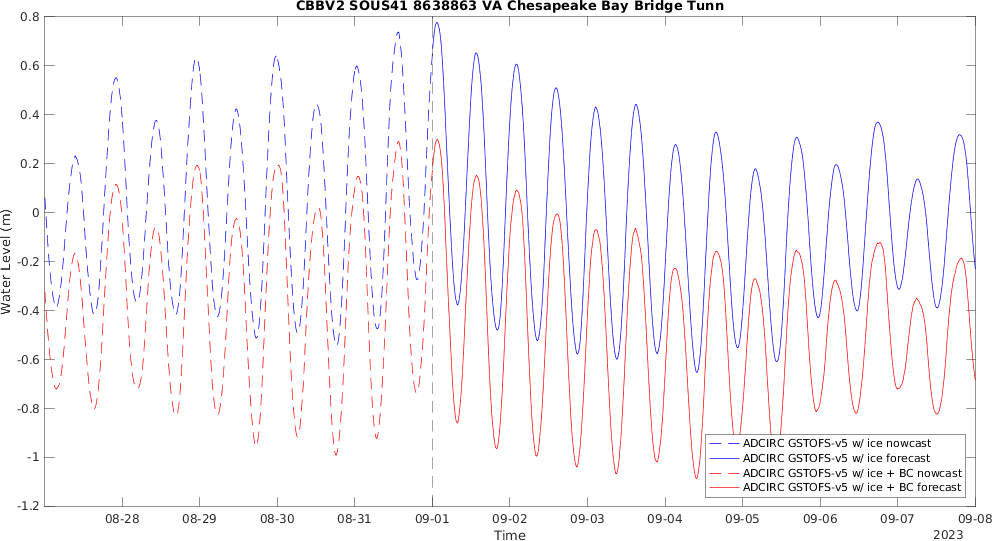 CBBV2 SOUS41 8638863 VA Chesapeake Bay Bridge Tunn
Water Level (m)
0.8
0.6
0.4
0.2
0
-0.2
-0.4
-0.6
-0.8
-1
-1.2
ADCIRC GSTOFS-v5 w/ ice nowcast
ADCIRC GSTOFS-v5 w/ ice forecast
ADCIRC GSTOFS-v5 w/ ice + BC nowcast
ADCIRC GSTOFS-v5 w/ ice + BC forecast
08-28 08-29 08-30 08-31 09-01 09-02 09-03 09-04 09-05 09-06 09-07 09-08
Time
2023